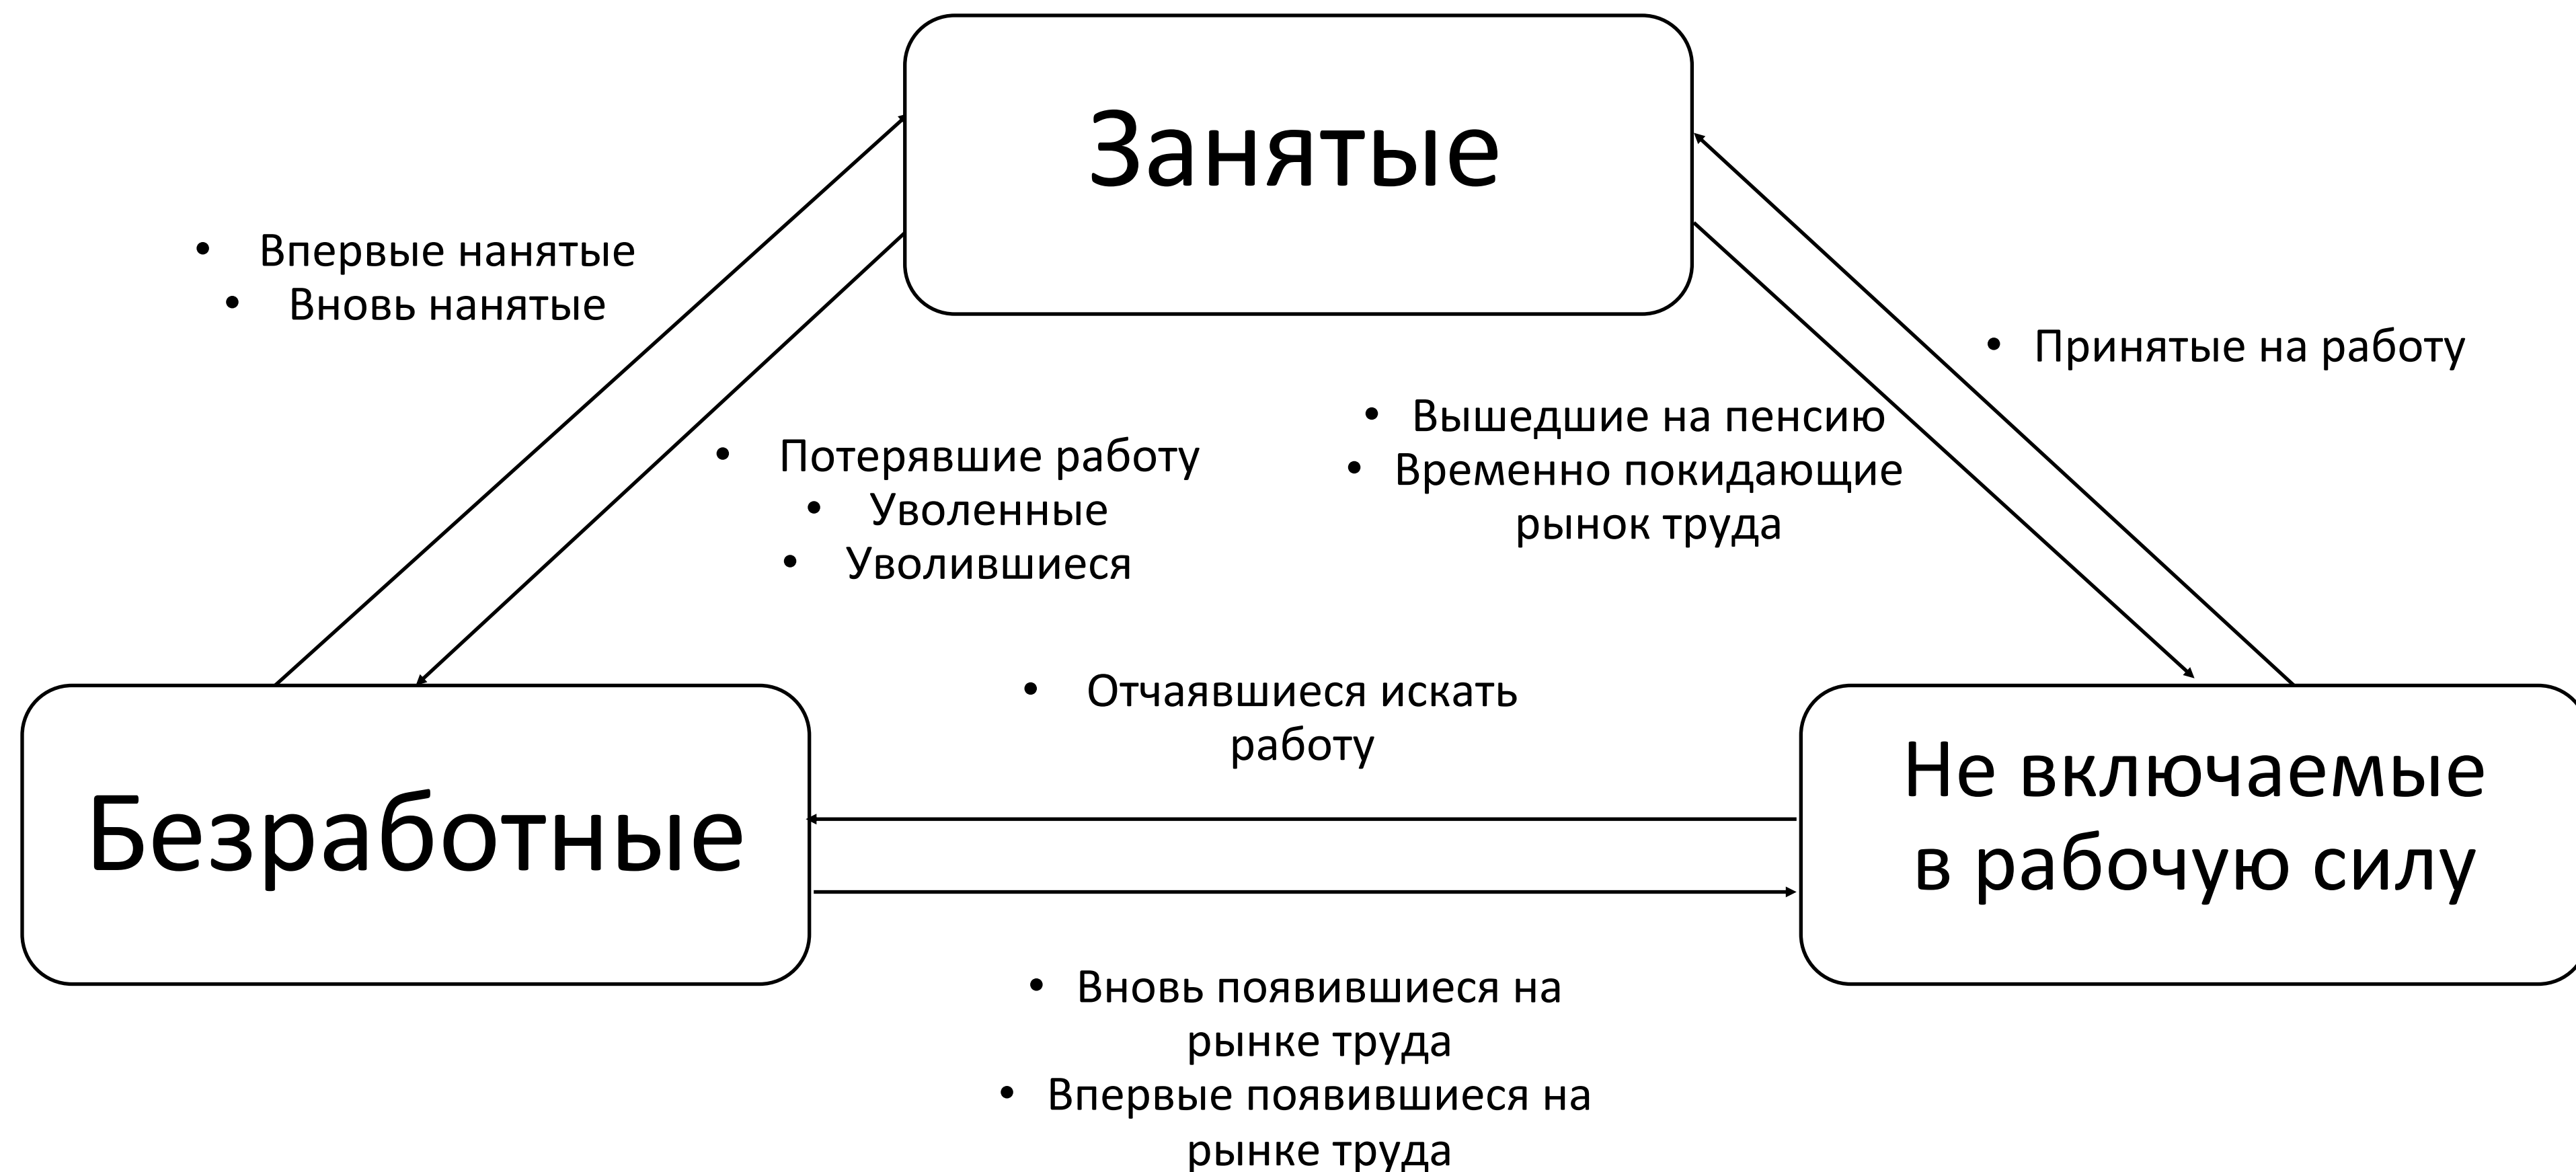 Занятые
• Впервые нанятые
• Вновь нанятые
• Принятые на работу
• Вышедшие на пенсию
• Временно покидающие
рынок труда
• Потерявшие работу
• Уволенные
• Уволившиеся
• Отчаявшиеся искать
работу
Безработные
Не включаемые
в рабочую силу
• Вновь появившиеся на
рынке труда
• Впервые появившиеся на
рынке труда